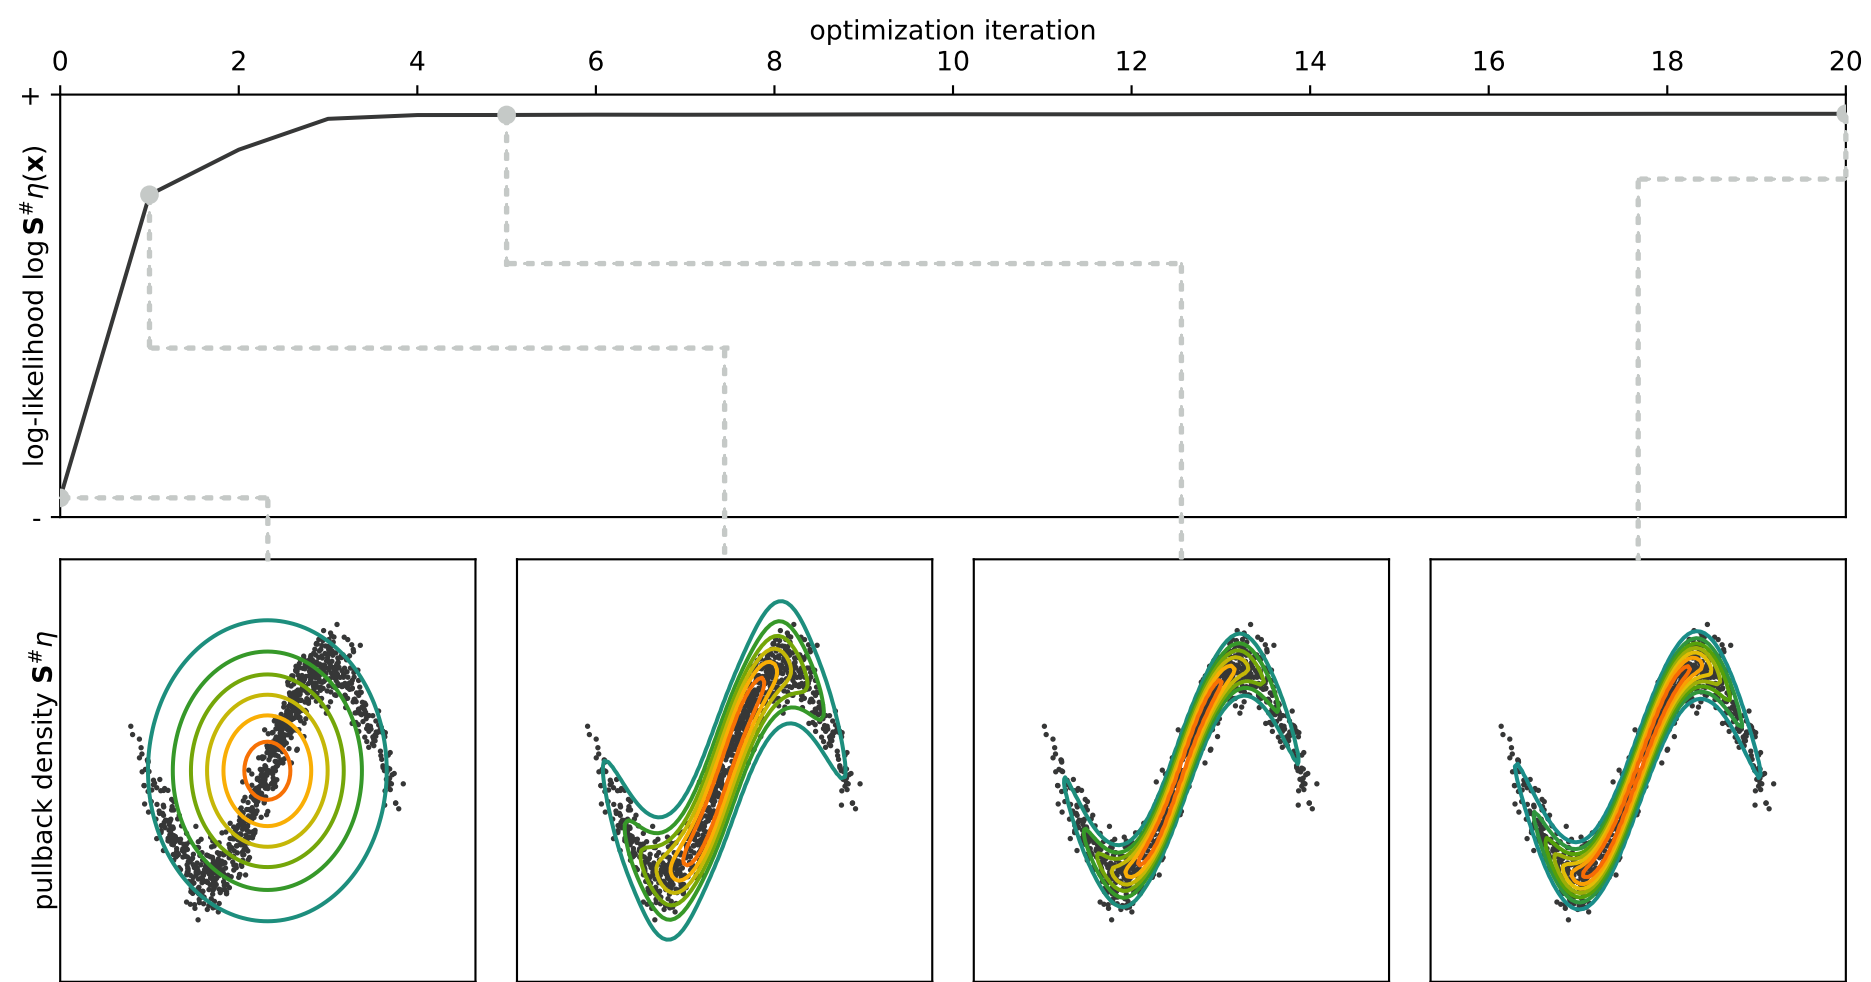 optimization iteration
0 2 4 6 8 10 12 14 16 18 20
+
log-likelihood log S#η(x)
-
pullback density S#η